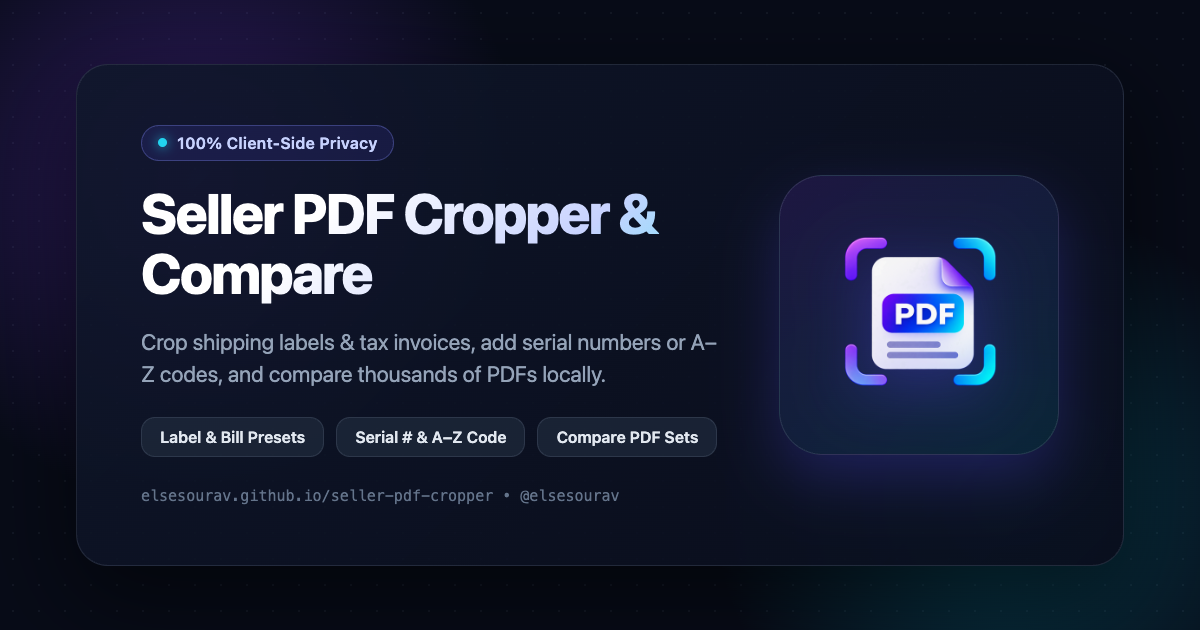 100% Client-Side Privacy
Seller PDF Cropper &
Compare
Crop shipping labels & tax invoices, add serial numbers or A–
Z codes, and compare thousands of PDFs locally.
Label & Bill Presets
Serial # & A–Z Code
Compare PDF Sets
elsesourav.github.io/seller-pdf-cropper • @elsesourav
PDF